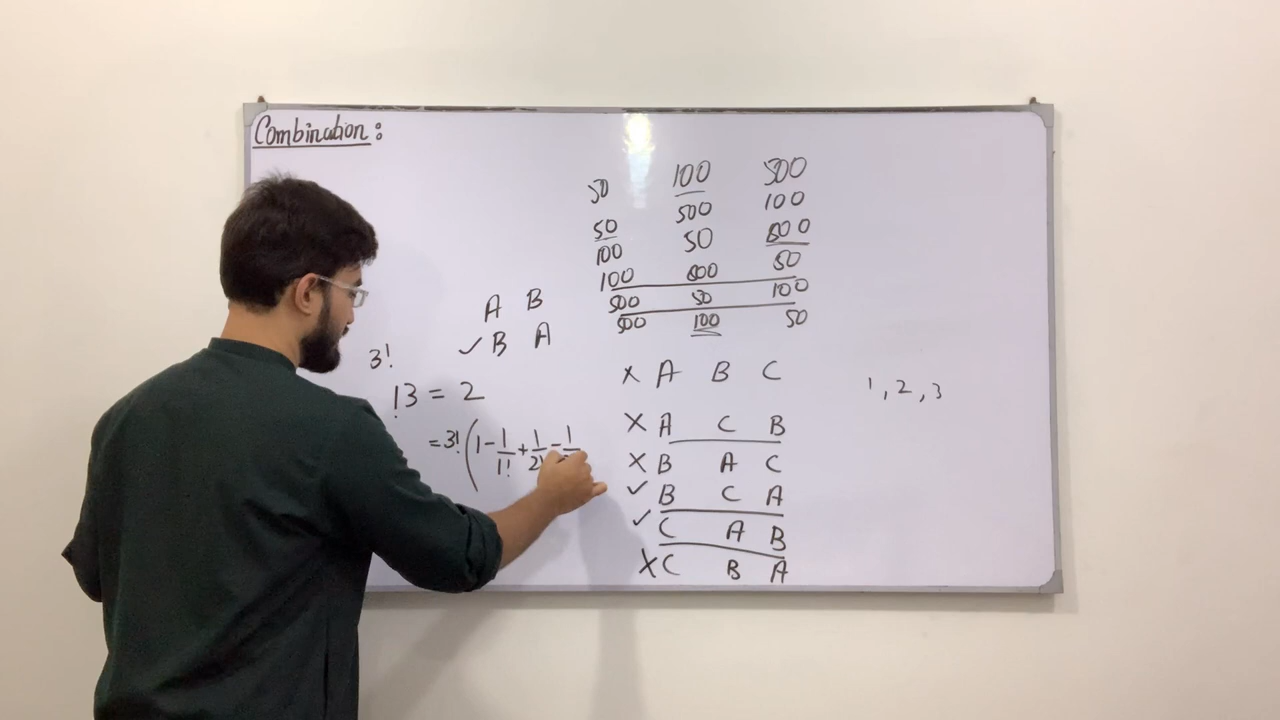 Combination :
50 100 500
500 100
50 50 500
100
100 500 50
500 50 100
500 100 50
A B
✓ B A
3!
!3 = 2
= 3! ( 1 - 1/1! + 1/2! - 1/
× A B C
× A C B
× B A C
✓ B C A
✓ C A B
× C B A
1 , 2 , 3